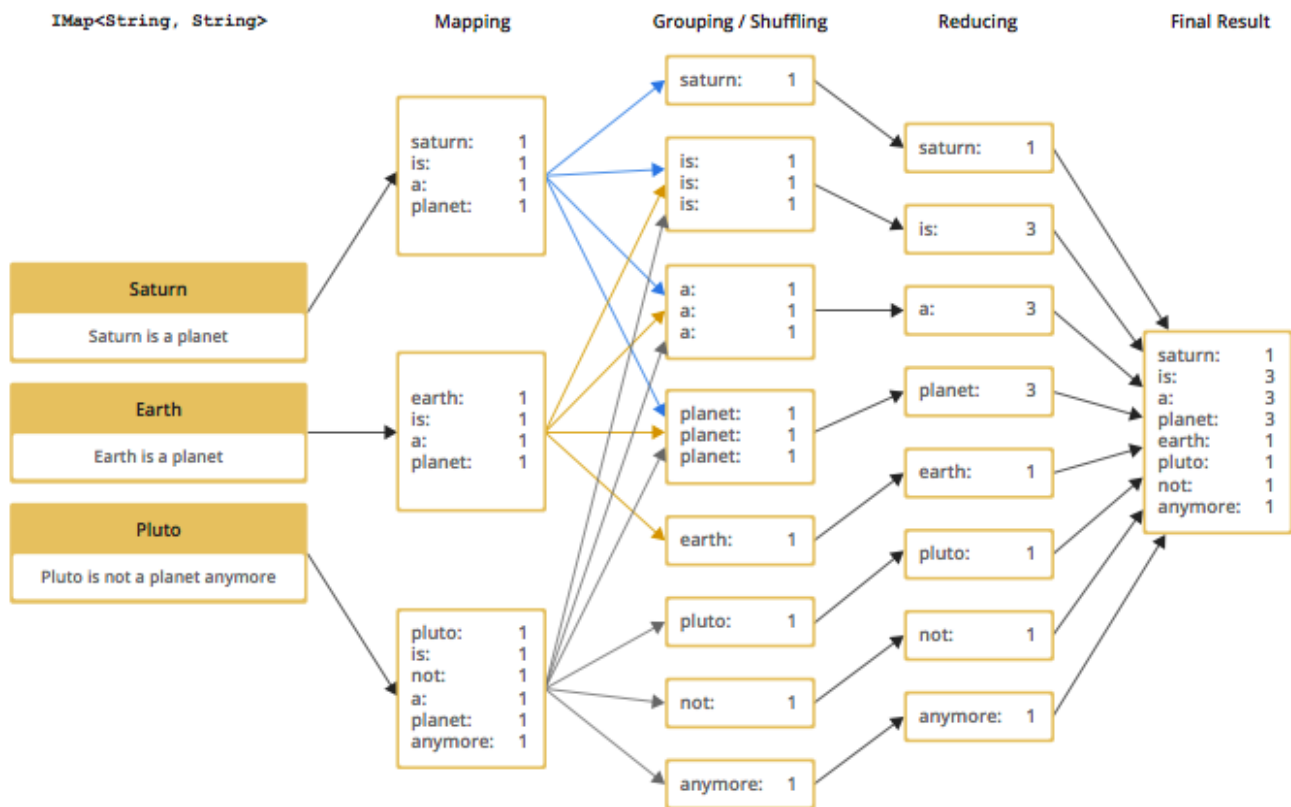 IMap<String, String>
Mapping
Grouping / Shuffling
Reducing
Final Result
Saturn
Saturn is a planet
Earth
Earth is a planet
Pluto
Pluto is not a planet anymore
saturn: 1
is: 1
a: 1
planet: 1
earth: 1
is: 1
a: 1
planet: 1
pluto: 1
is: 1
not: 1
a: 1
planet: 1
anymore: 1
saturn: 1
is: 1
is: 1
is: 1
a: 1
a: 1
a: 1
planet: 1
planet: 1
planet: 1
earth: 1
pluto: 1
not: 1
anymore: 1
saturn: 1
is: 3
a: 3
planet: 3
earth: 1
pluto: 1
not: 1
anymore: 1
saturn: 1
is: 3
a: 3
planet: 3
earth: 1
pluto: 1
not: 1
anymore: 1